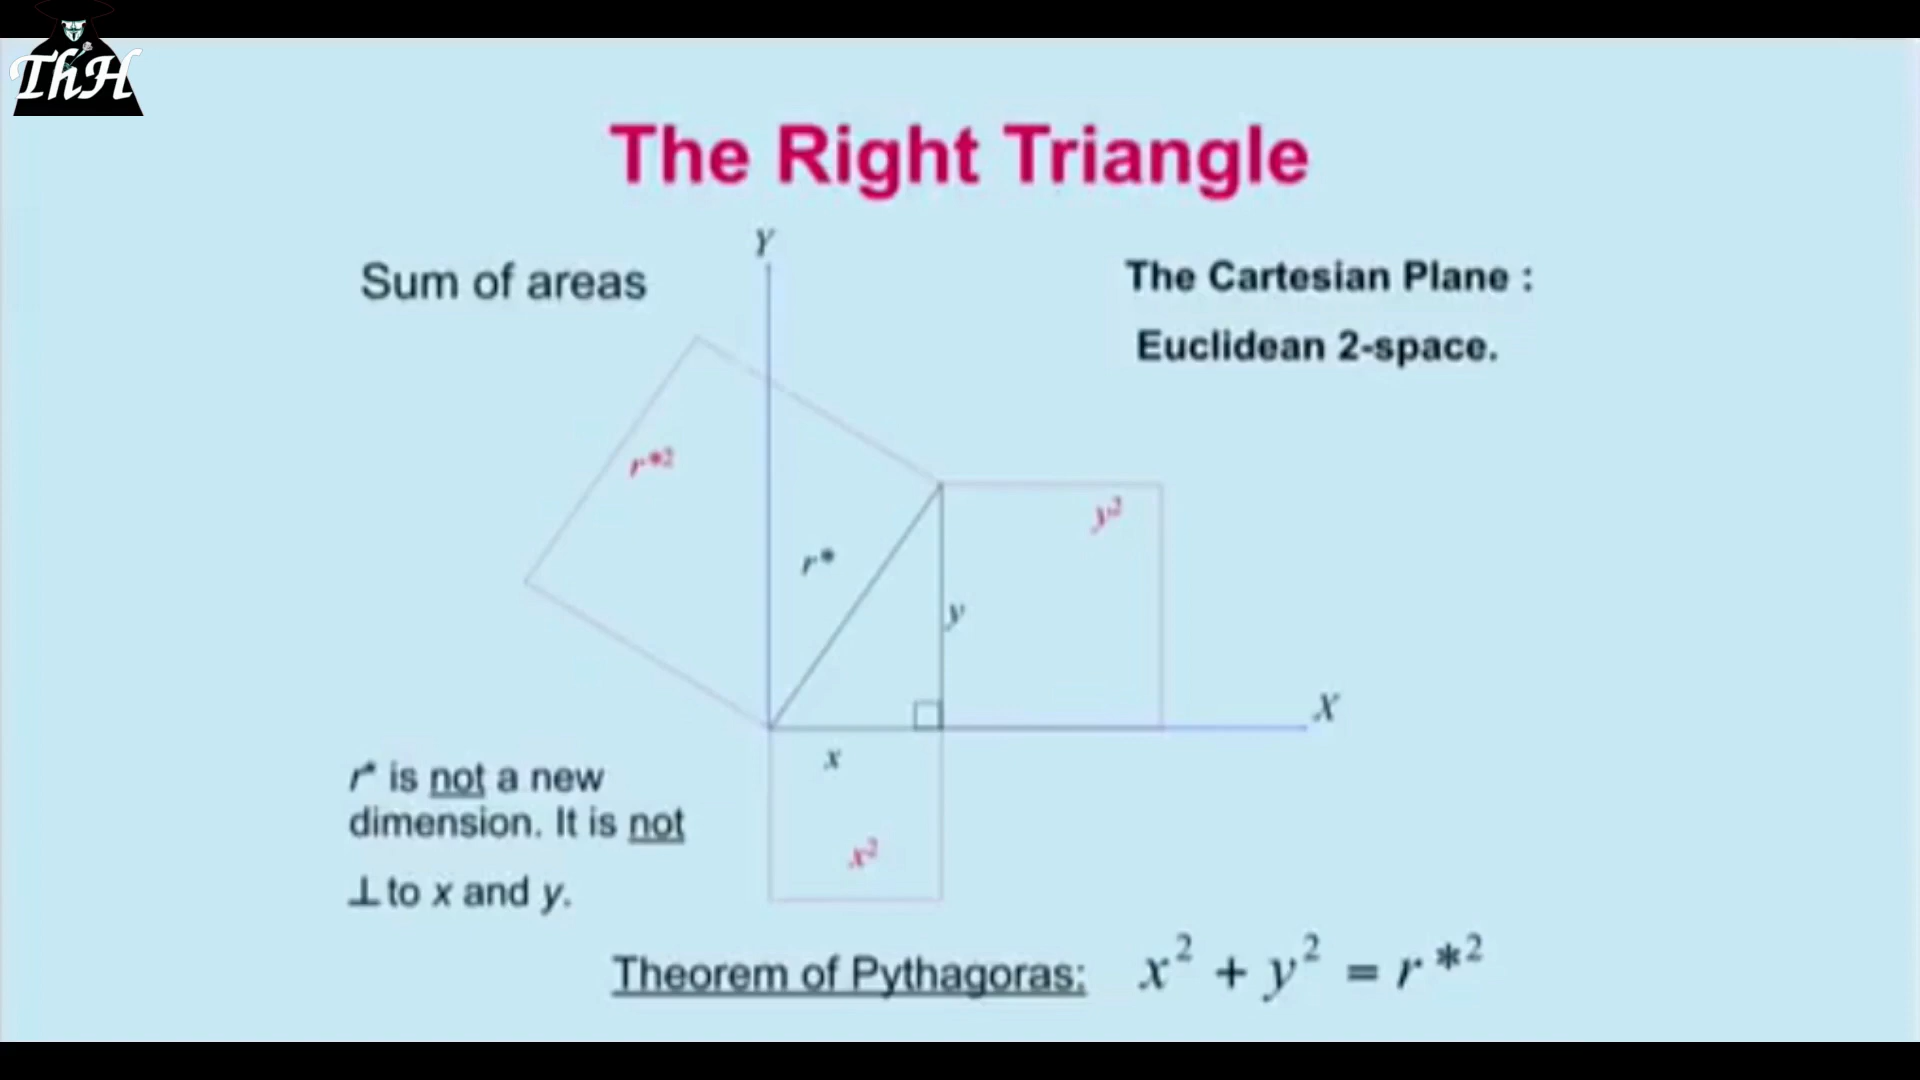 ThH
The Right Triangle
Sum of areas
Y
The Cartesian Plane :
Euclidean 2-space.
r*²
y²
r*
y
X
x
r* is not a new
dimension. It is not
⊥to x and y.
x²
Theorem of Pythagoras: x² + y² = r*²